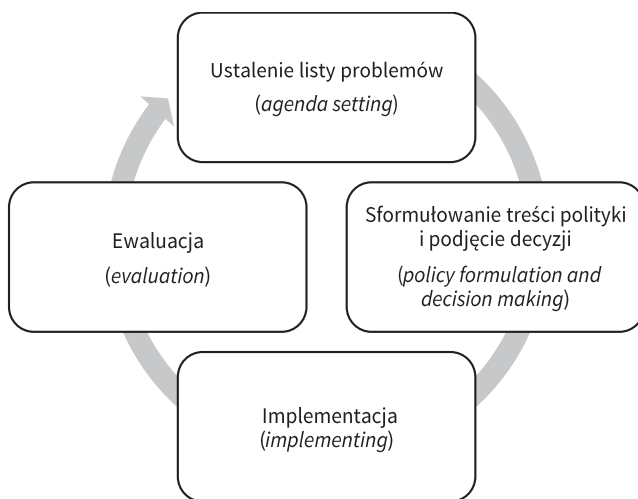 Ustalenie listy problemów
(agenda setting)
Sformułowanie treści polityki
i podjęcie decyzji
(policy formulation and
decision making)
Ewaluacja
(evaluation)
Implementacja
(implementing)